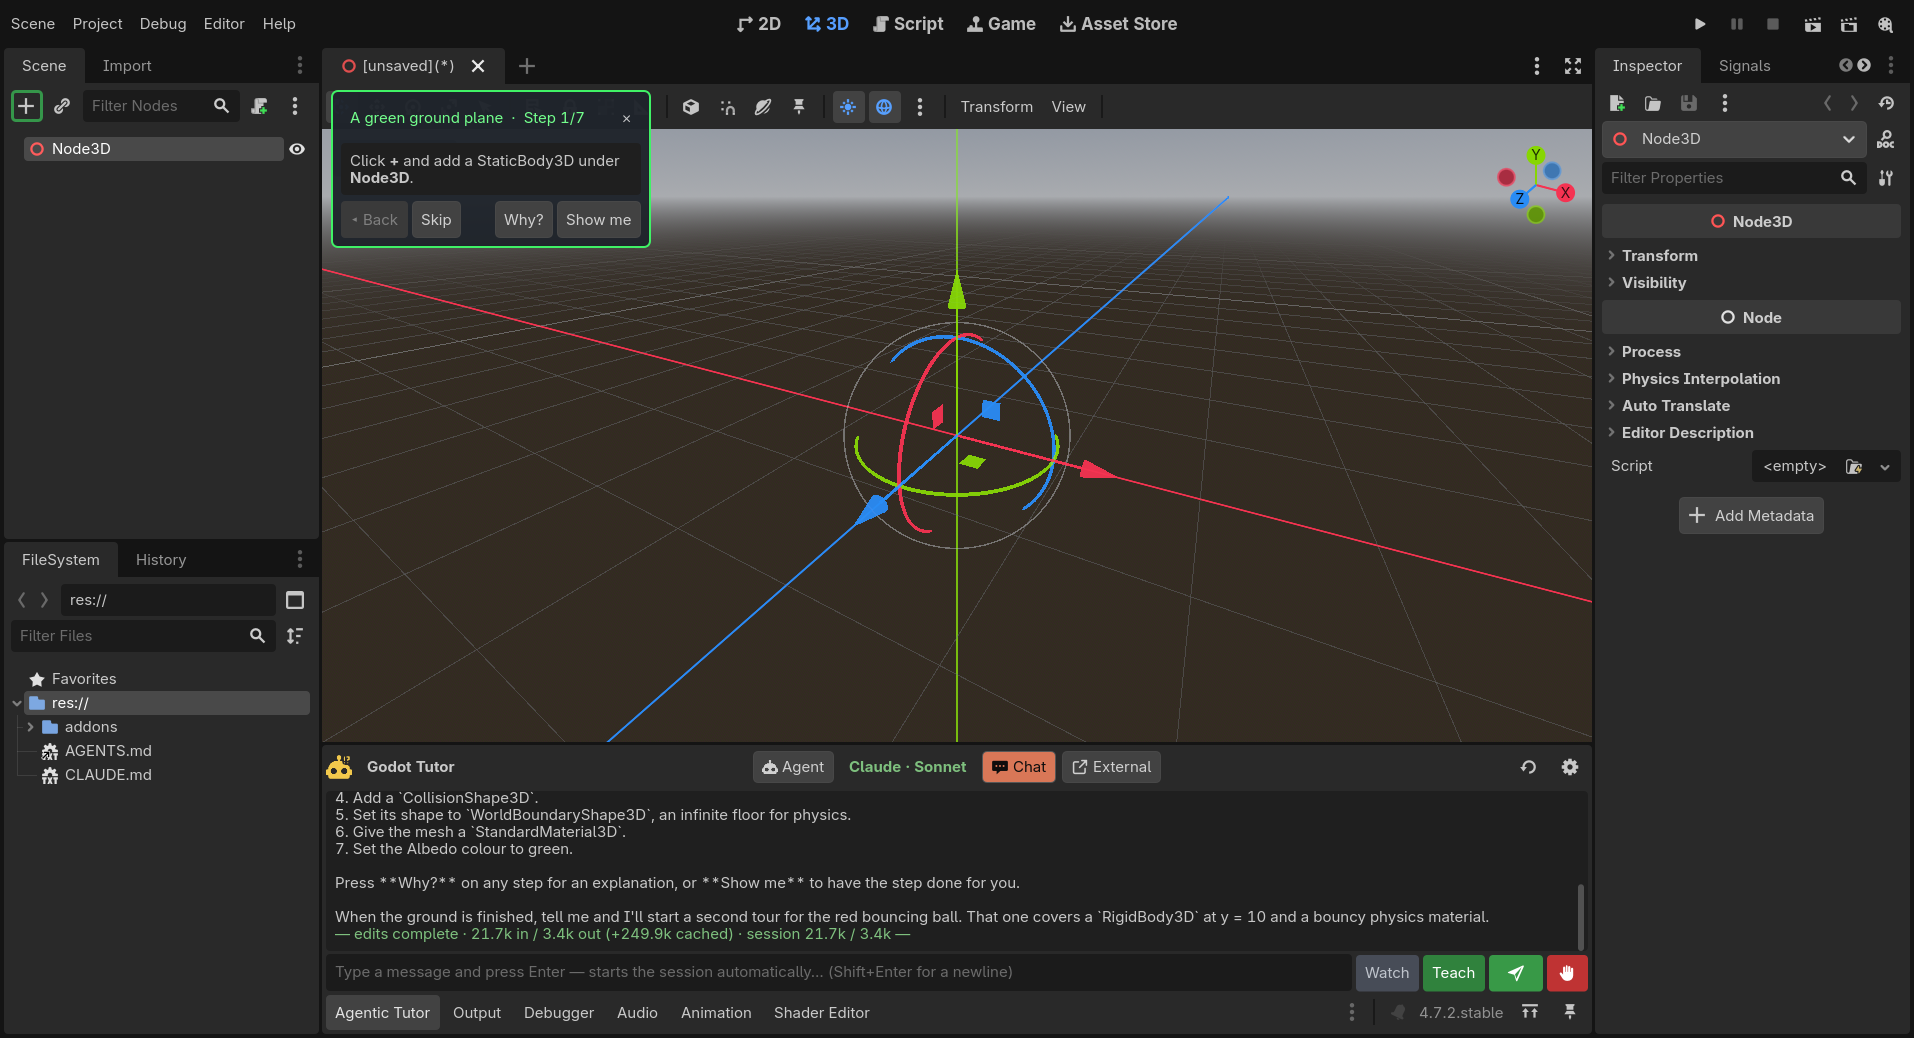 Scene Project Debug Editor Help
2D 3D Script Game Asset Store
Scene Import
[unsaved](*)
Inspector Signals
Filter Nodes
Node3D
A green ground plane · Step 1/7
Click + and add a StaticBody3D under
Node3D.
Back Skip Why? Show me
Transform View
Y
X
Z
Node3D
Filter Properties
Node3D
Transform
Visibility
Node
Process
Physics Interpolation
Auto Translate
Editor Description
Script <empty>
Add Metadata
FileSystem History
res://
Filter Files
Favorites
res://
addons
AGENTS.md
CLAUDE.md
Godot Tutor Agent Claude · Sonnet Chat External
4. Add a `CollisionShape3D`.
5. Set its shape to `WorldBoundaryShape3D`, an infinite floor for physics.
6. Give the mesh a `StandardMaterial3D`.
7. Set the Albedo colour to green.
Press **Why?** on any step for an explanation, or **Show me** to have the step done for you.
When the ground is finished, tell me and I'll start a second tour for the red bouncing ball. That one covers a `RigidBody3D` at y = 10 and a bouncy physics material.
— edits complete · 21.7k in / 3.4k out (+249.9k cached) · session 21.7k / 3.4k —
Type a message and press Enter — starts the session automatically... (Shift+Enter for a newline)
Watch Teach
Agentic Tutor Output Debugger Audio Animation Shader Editor
4.7.2.stable